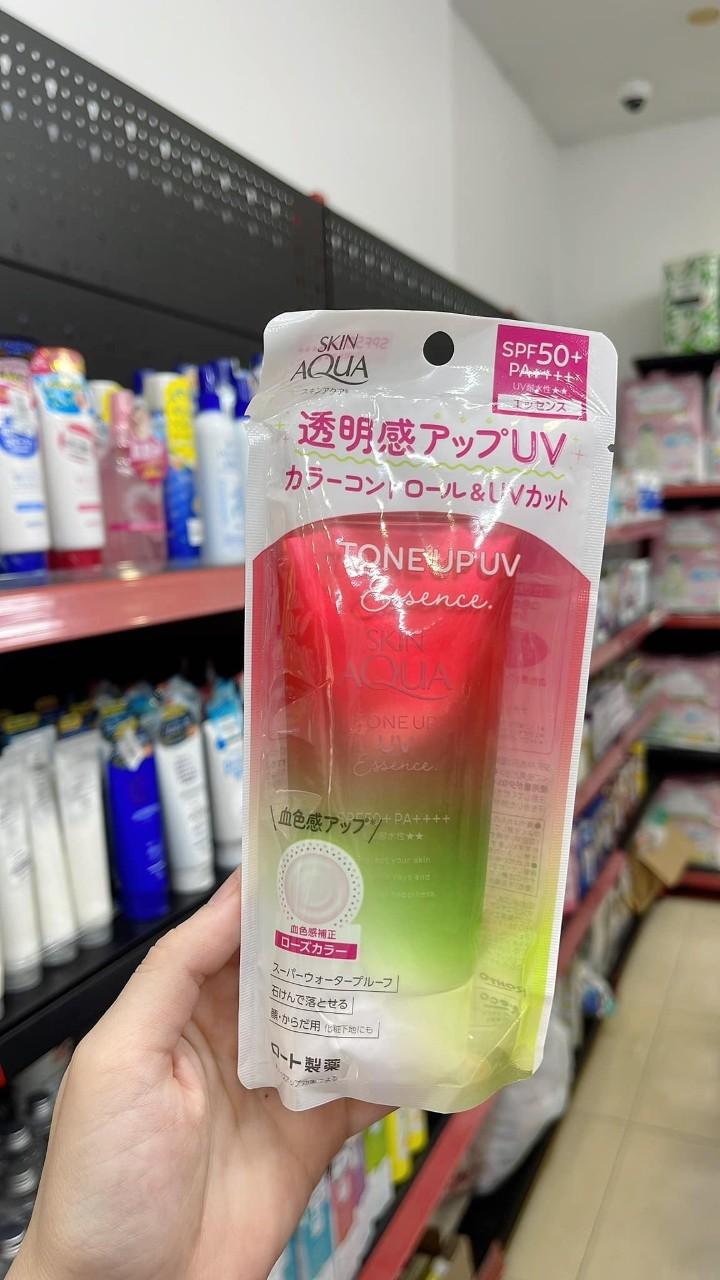 SKIN
AQUA
スキンアクア
SPF50+
PA++++
UV耐水性★★
エッセンス
透明感アップUV
カラーコントロール&UVカット
TONE UP UV
Essence.
SKIN
AQUA
TONE UP
UV
Essence.
血色感アップ
SPF50+ PA++++
耐水性★★
血色感補正
ローズカラー
スーパーウォータープルーフ
石けんで落とせる
顔・からだ用 化粧下地にも
ロート製薬